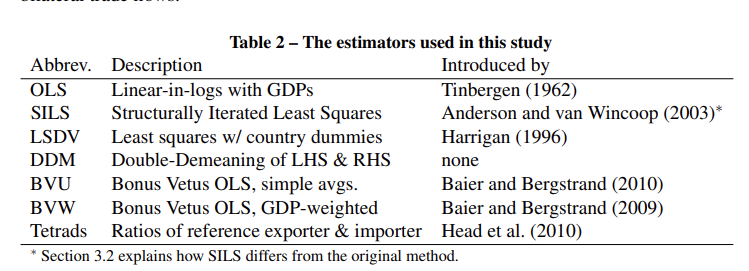 bilateral trade flows.
Table 2 – The estimators used in this study
Abbrev. Description Introduced by
OLS Linear-in-logs with GDPs Tinbergen (1962)
SILS Structurally Iterated Least Squares Anderson and van Wincoop (2003)*
LSDV Least squares w/ country dummies Harrigan (1996)
DDM Double-Demeaning of LHS & RHS none
BVU Bonus Vetus OLS, simple avgs. Baier and Bergstrand (2010)
BVW Bonus Vetus OLS, GDP-weighted Baier and Bergstrand (2009)
Tetrads Ratios of reference exporter & importer Head et al. (2010)
* Section 3.2 explains how SILS differs from the original method.